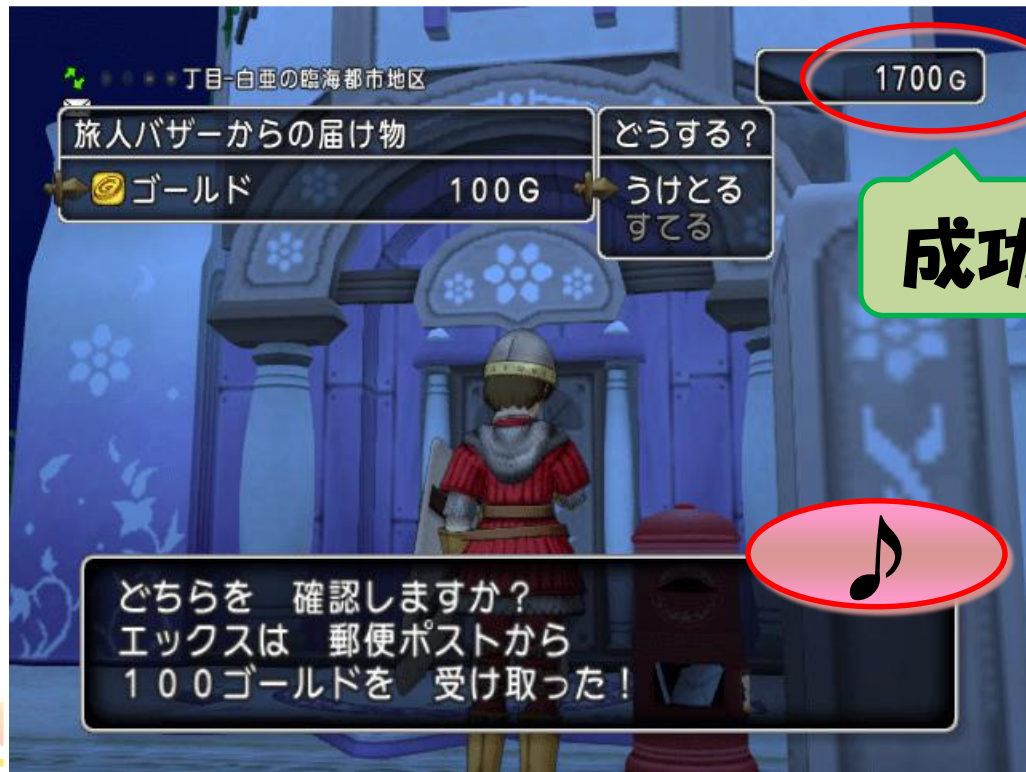 丁目-白亜の臨海都市地区
1700G
旅人バザーからの届け物
どうする？
ゴールド 100G
うけとる
すてる
成功
どちらを 確認しますか？
エックスは 郵便ポストから
１００ゴールドを 受け取った！